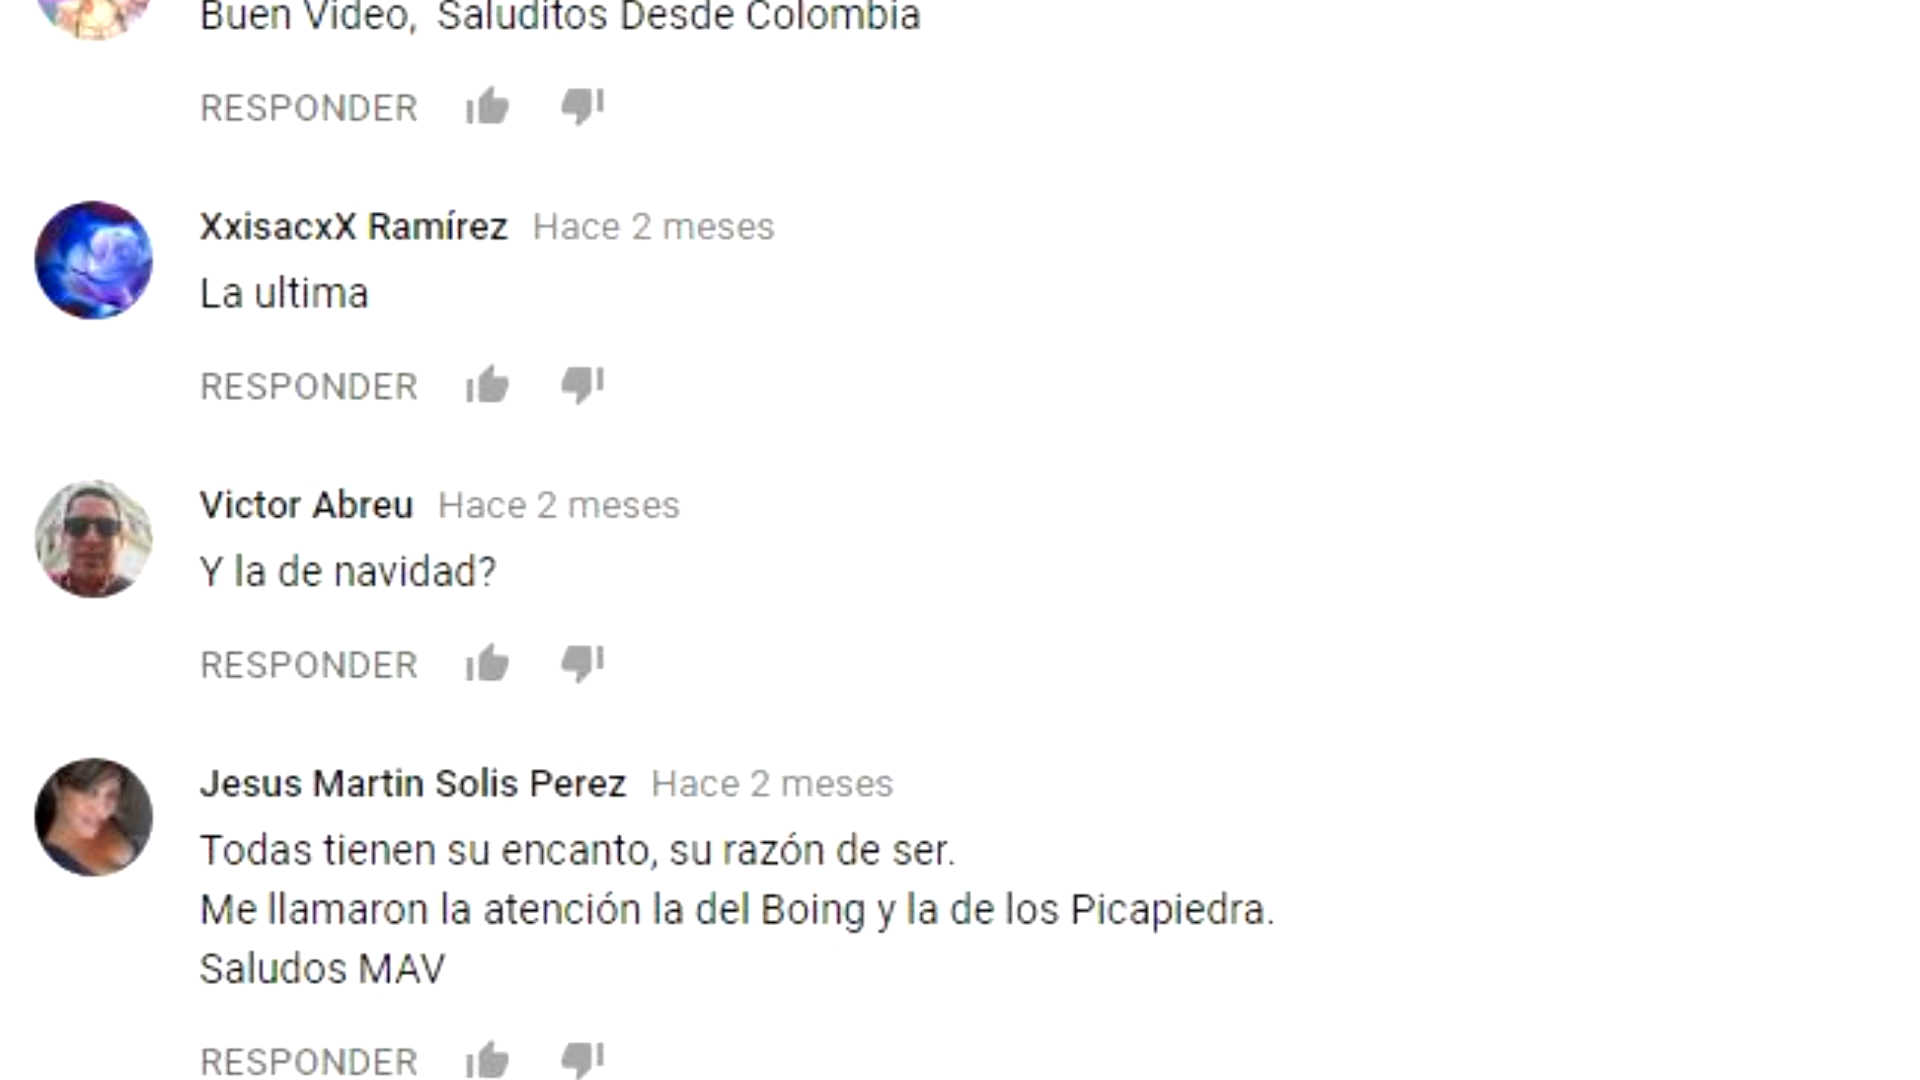 Buen Video, Saluditos Desde Colombia
RESPONDER
XxisacxX Ramírez Hace 2 meses
La ultima
RESPONDER
Victor Abreu Hace 2 meses
Y la de navidad?
RESPONDER
Jesus Martin Solis Perez Hace 2 meses
Todas tienen su encanto, su razón de ser.
Me llamaron la atención la del Boing y la de los Picapiedra.
Saludos MAV
RESPONDER